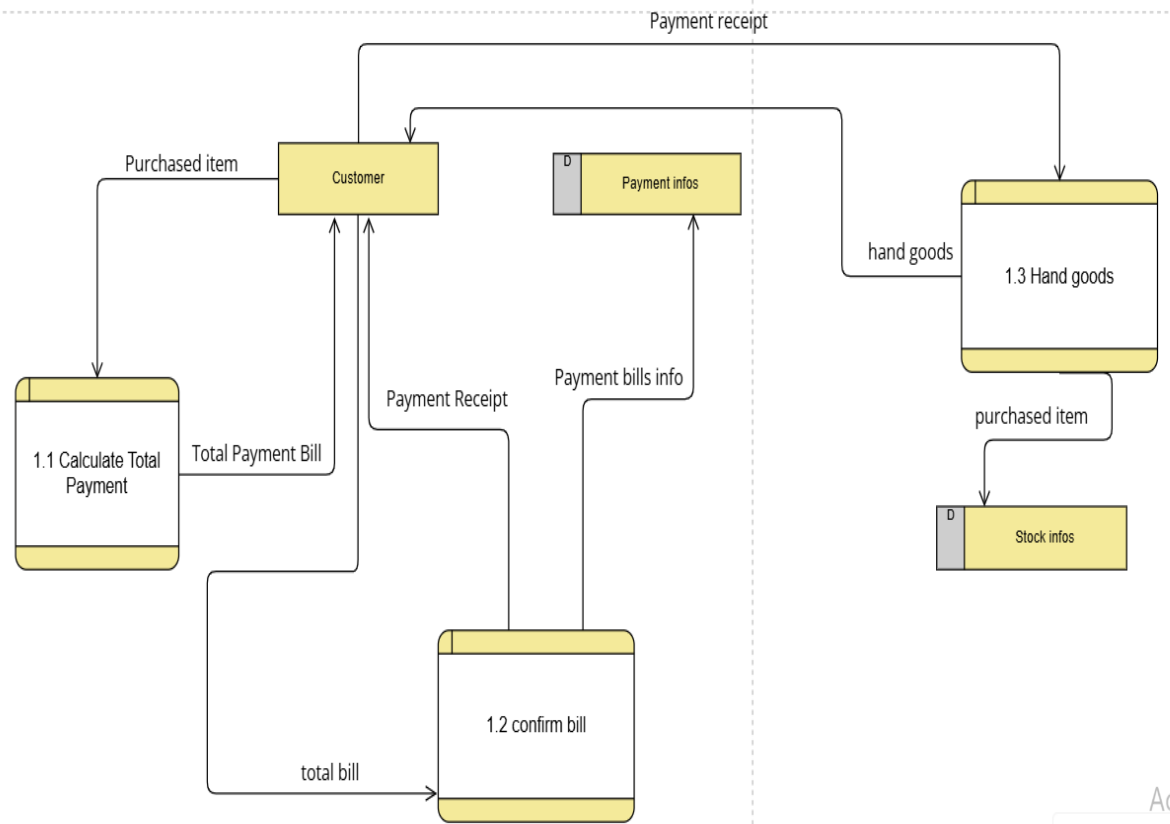 Payment receipt
Purchased item
Customer
D
Payment infos
hand goods
1.3 Hand goods
Payment bills info
Payment Receipt
purchased item
1.1 Calculate Total
Payment
Total Payment Bill
D
Stock infos
1.2 confirm bill
total bill